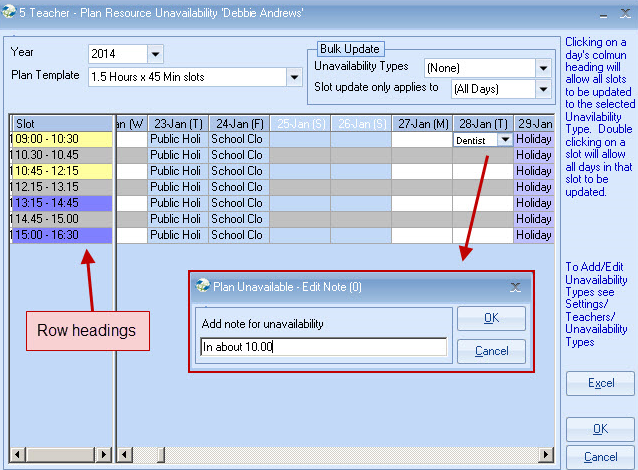 5 Teacher - Plan Resource Unavailability 'Debbie Andrews'
Year
2014
Plan Template
1.5 Hours x 45 Min slots
Bulk Update
Unavailability Types
(None)
Slot update only applies to
(All Days)
Clicking on a
day's colmun
heading will
allow all slots
to be updated
to the selected
Unavailability
Type. Double
clicking on a
slot will allow
all days in that
slot to be
updated.
Slot an (W 23-Jan (T) 24-Jan (F) 25-Jan (S) 26-Jan (S) 27-Jan (M) 28-Jan (T) 29-Jan
109:00 - 10:30 Public Holi School Clo Dentist Holiday
110.30 - 10.45 Public Holi School Clo Holiday
110:45 - 12:15 Public Holi School Clo Holiday
112.15 - 13.15 Public Holi School Clo Holiday
113:15 - 14:45 Public Holi School Clo Holiday
114.45 - 15.00 Public Holi School Clo Holiday
115:00 - 16:30 Public Holi School Clo Holiday
Row headings
Plan Unavailable - Edit Note (0)
Add note for unavailability
In about 10.00
OK
Cancel
To Add/Edit
Unavailability
Types see
Settings/
Teachers/
Unavailability
Types
Excel
OK
Cancel